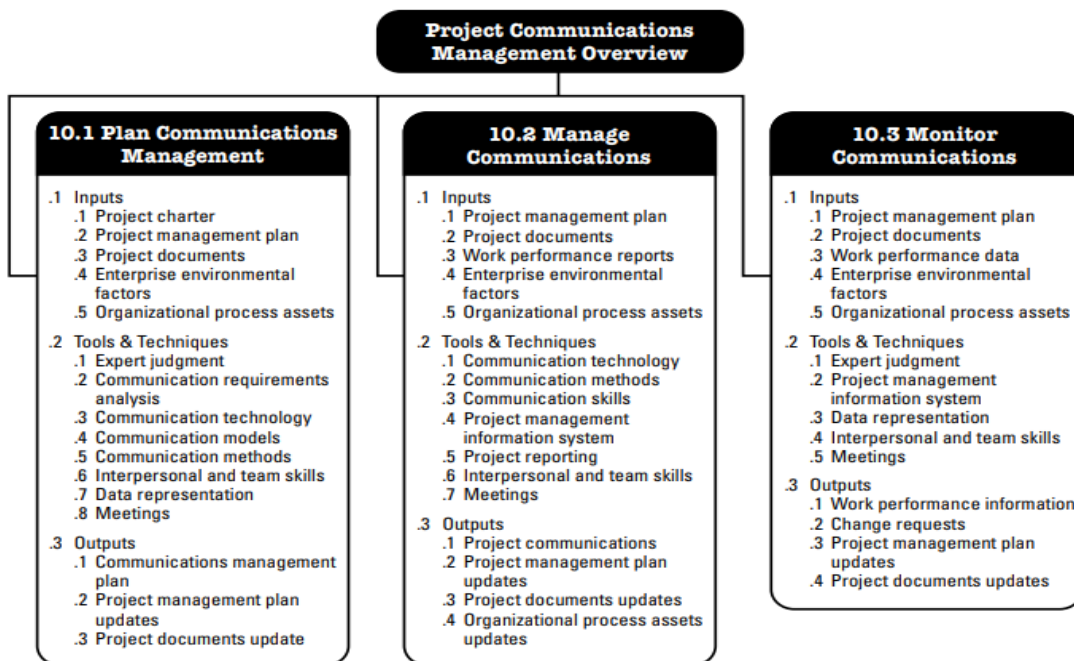 Project Communications
Management Overview
10.1 Plan Communications
Management
.1 Inputs
.1 Project charter
.2 Project management plan
.3 Project documents
.4 Enterprise environmental
factors
.5 Organizational process assets
.2 Tools & Techniques
.1 Expert judgment
.2 Communication requirements
analysis
.3 Communication technology
.4 Communication models
.5 Communication methods
.6 Interpersonal and team skills
.7 Data representation
.8 Meetings
.3 Outputs
.1 Communications management
plan
.2 Project management plan
updates
.3 Project documents update
10.2 Manage
Communications
.1 Inputs
.1 Project management plan
.2 Project documents
.3 Work performance reports
.4 Enterprise environmental
factors
.5 Organizational process assets
.2 Tools & Techniques
.1 Communication technology
.2 Communication methods
.3 Communication skills
.4 Project management
information system
.5 Project reporting
.6 Interpersonal and team skills
.7 Meetings
.3 Outputs
.1 Project communications
.2 Project management plan
updates
.3 Project documents updates
.4 Organizational process assets
updates
10.3 Monitor
Communications
.1 Inputs
.1 Project management plan
.2 Project documents
.3 Work performance data
.4 Enterprise environmental
factors
.5 Organizational process assets
.2 Tools & Techniques
.1 Expert judgment
.2 Project management
information system
.3 Data representation
.4 Interpersonal and team skills
.5 Meetings
.3 Outputs
.1 Work performance information
.2 Change requests
.3 Project management plan
updates
.4 Project documents updates